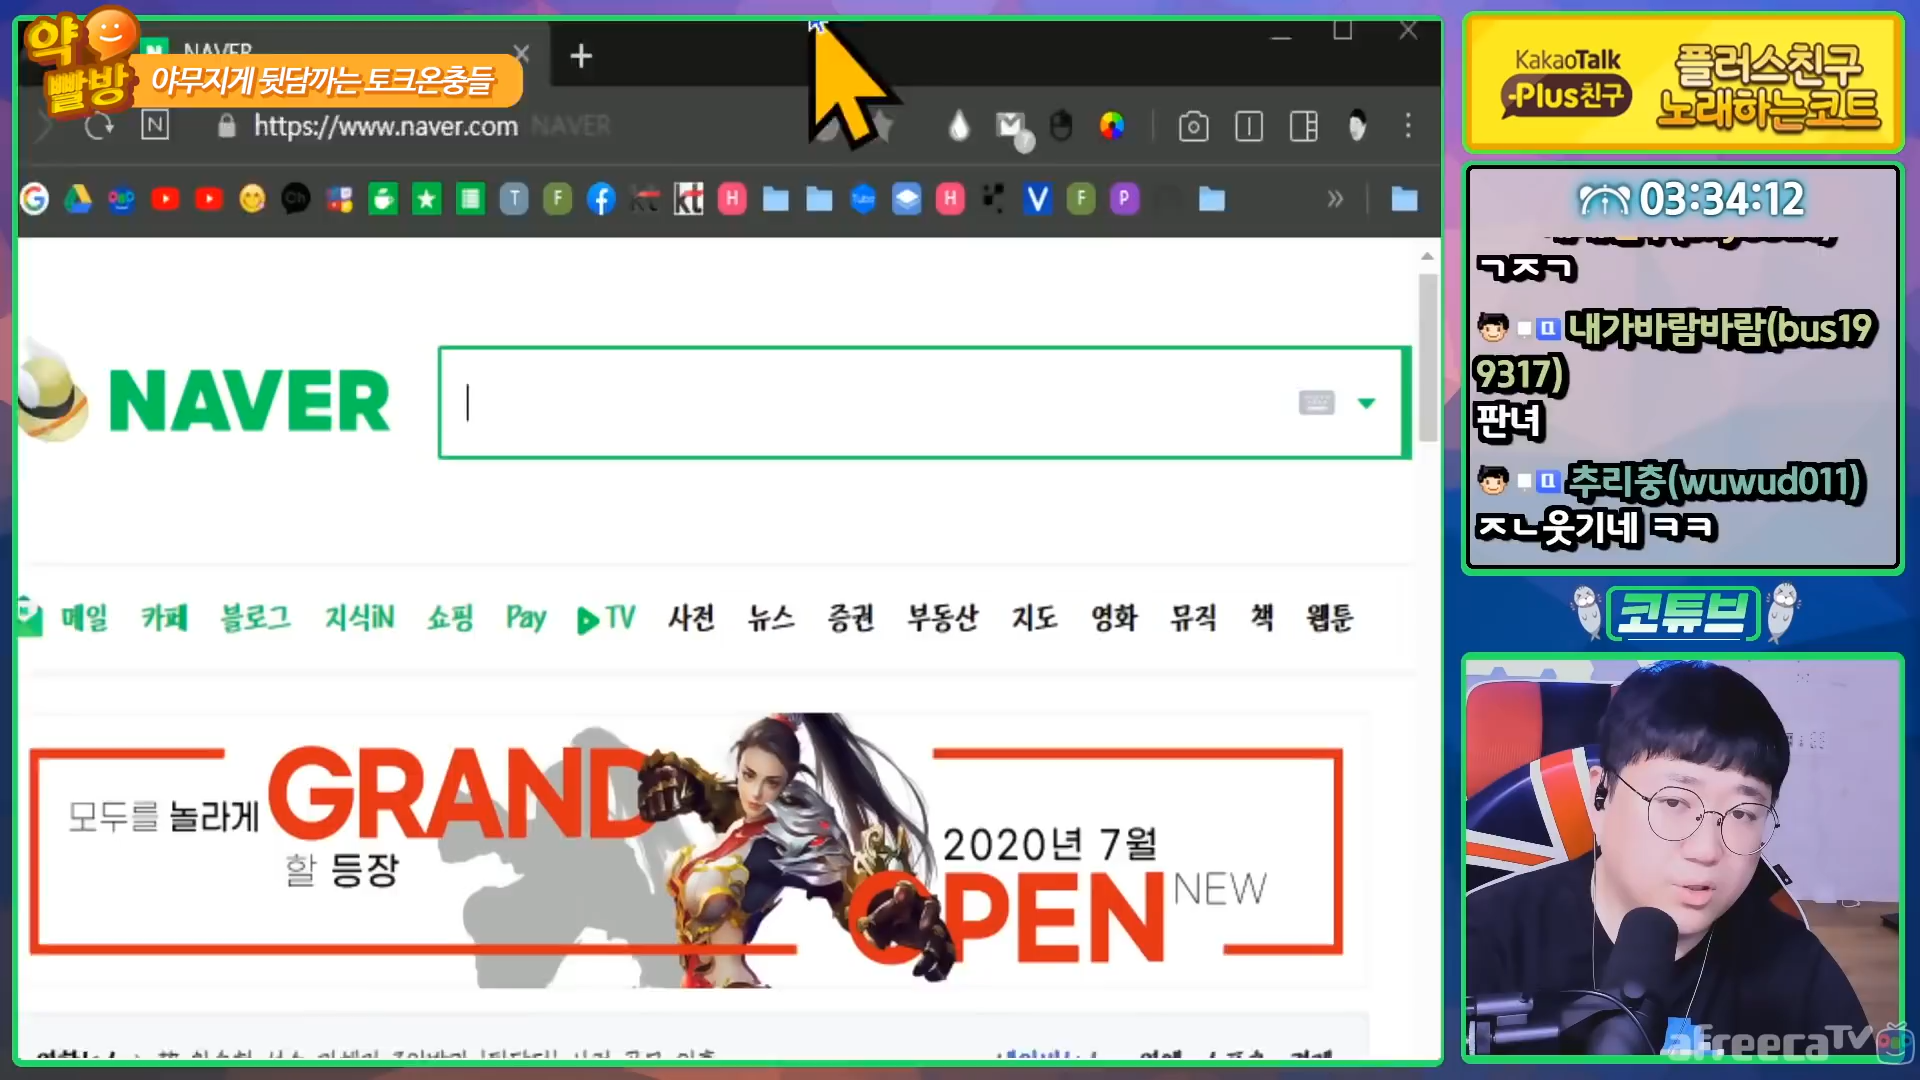 약빨방
NAVER
야무지게 뒷담까는 토크온충들
https://www.naver.com NAVER
NAVER
메일 카페 블로그 지식iN 쇼핑 Pay TV 사전 뉴스 증권 부동산 지도 영화 뮤직 책 웹툰
모두를 놀라게 GRAND
할 등장
2020년 7월
OPEN NEW
KakaoTalk
Plus친구
플러스친구
노래하는코트
03:34:12
ㄱㅈㄱ
내가바람바람(bus19
9317)
판녀
추리충(wuwud011)
ㅈㄴ웃기네 ㅋㅋ
코튜브
afreecaTV